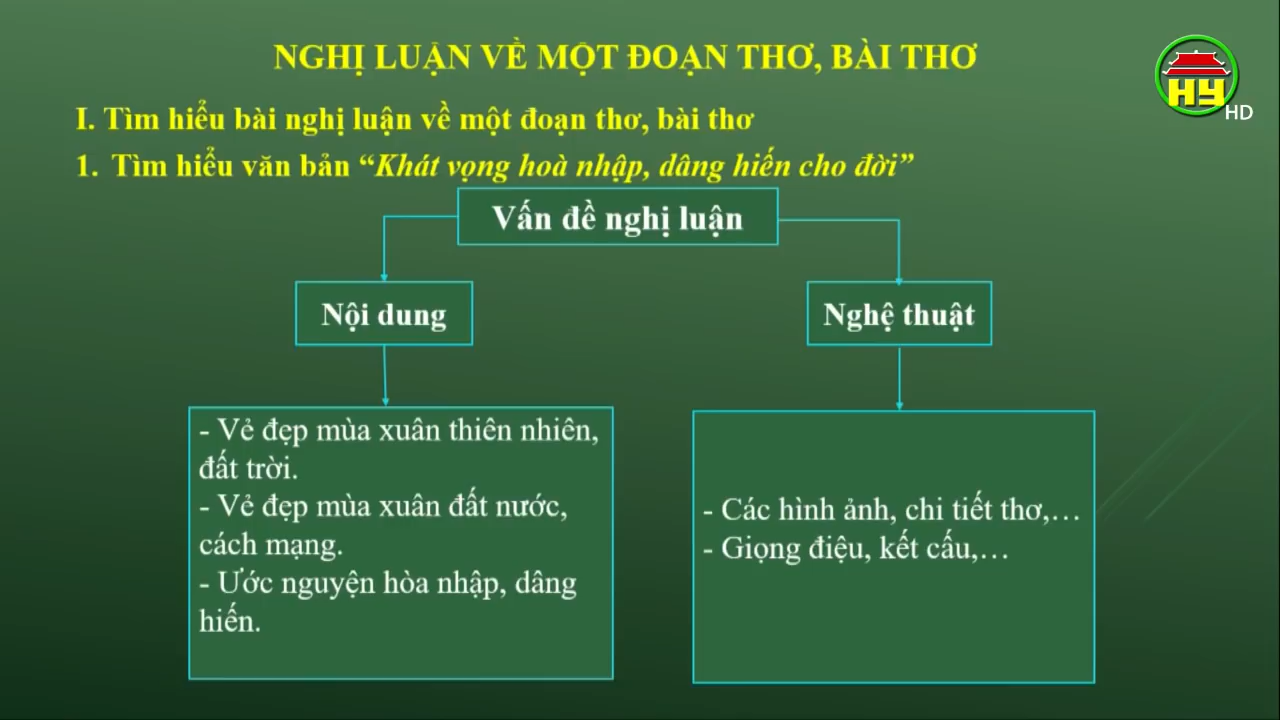 NGHỊ LUẬN VỀ MỘT ĐOẠN THƠ, BÀI THƠ
HY
HD
I. Tìm hiểu bài nghị luận về một đoạn thơ, bài thơ
1. Tìm hiểu văn bản “Khát vọng hoà nhập, dâng hiến cho đời”
Vấn đề nghị luận
Nội dung
Nghệ thuật
- Vẻ đẹp mùa xuân thiên nhiên,
đất trời.
- Vẻ đẹp mùa xuân đất nước,
cách mạng.
- Ước nguyện hòa nhập, dâng
hiến.
- Các hình ảnh, chi tiết thơ,…
- Giọng điệu, kết cấu,…